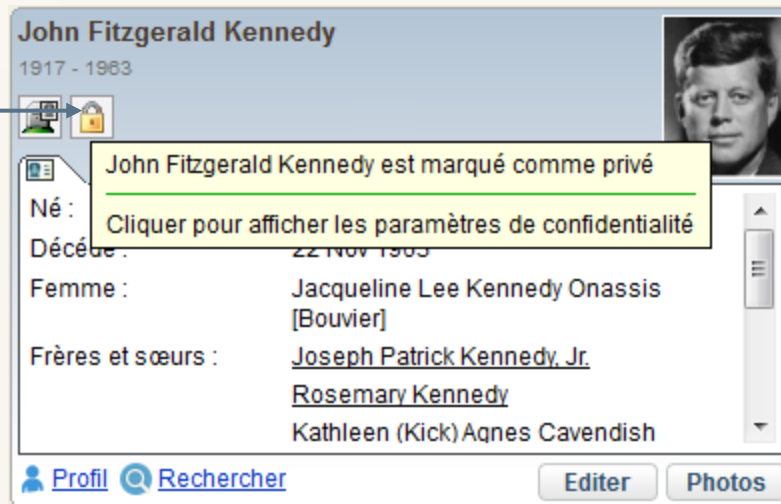 John Fitzgerald Kennedy
1917 - 1963
John Fitzgerald Kennedy est marqué comme privé
Cliquer pour afficher les paramètres de confidentialité
Né :
Décédé : 22 Nov 1963
Femme : Jacqueline Lee Kennedy Onassis
[Bouvier]
Frères et sœurs : Joseph Patrick Kennedy, Jr.
Rosemary Kennedy
Kathleen (Kick) Agnes Cavendish
Profil Rechercher Editer Photos